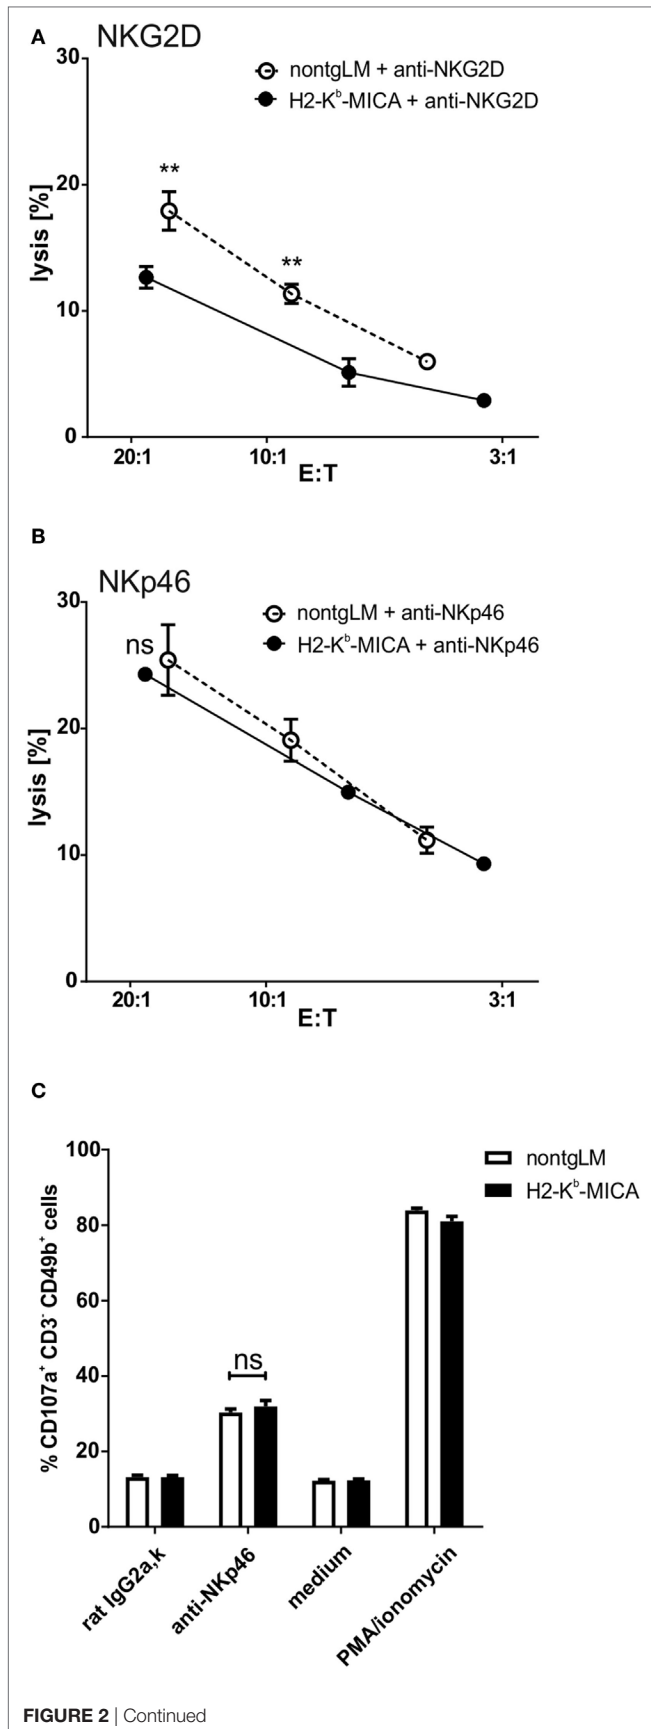 A
NKG2D
30
nontgLM + anti-NKG2D
H2-Kᵇ-MICA + anti-NKG2D
**
20
**
lysis [%]
10
0
20:1 10:1 3:1
E:T
B
NKp46
30
nontgLM + anti-NKp46
H2-Kᵇ-MICA + anti-NKp46
ns
20
lysis [%]
10
0
20:1 10:1 3:1
E:T
C
100
nontgLM
H2-Kᵇ-MICA
80
% CD107a⁺ CD3⁻ CD49b⁺ cells
60
40
ns
20
0
rat IgG2a,k
anti-NKp46
medium
PMA/ionomycin
FIGURE 2 | Continued